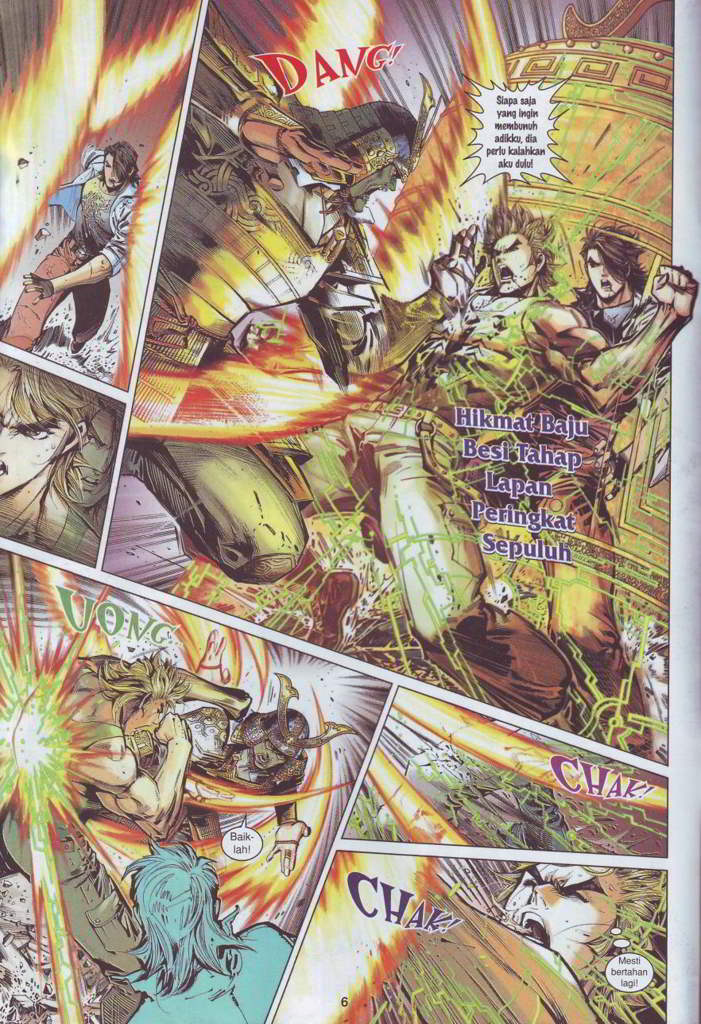 DANG!
Siapa saja
yang ingin
membunuh
adikku, dia
perlu kalahkan
aku dulu!
Hikmat Baju
Besi Tahap
Lapan
Peringkat
Sepuluh
UONG
Baik-
lah!
CHAK!
CHAK!
Mesti
bertahan
lagi!
6